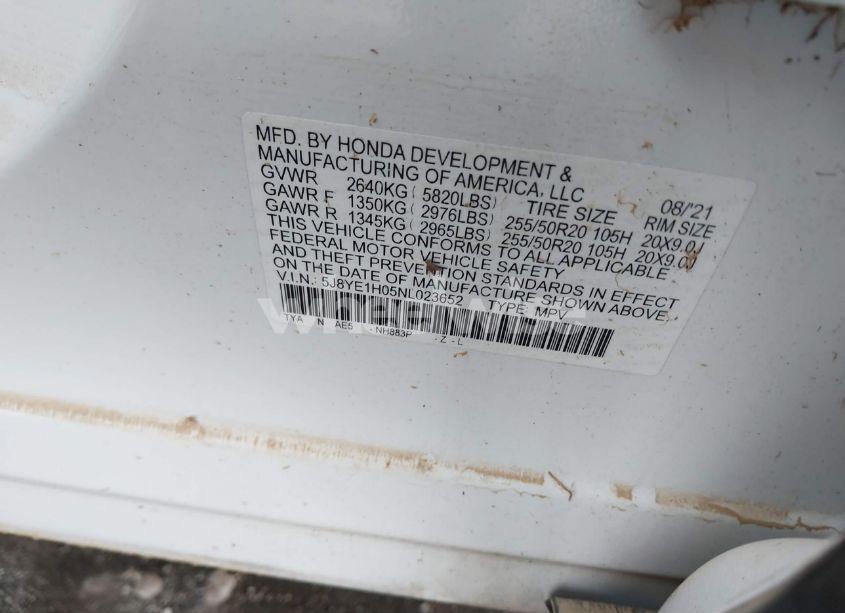 MFD. BY HONDA DEVELOPMENT &
MANUFACTURING OF AMERICA, LLC
08/'21
GVWR 2640KG ( 5820LBS) TIRE SIZE RIM SIZE
GAWR F 1350KG ( 2976LBS) 255/50R20 105H 20X9.0J
GAWR R 1345KG ( 2965LBS) 255/50R20 105H 20X9.0J
THIS VEHICLE CONFORMS TO ALL APPLICABLE
FEDERAL MOTOR VEHICLE SAFETY
AND THEFT PREVENTION STANDARDS IN EFFECT
ON THE DATE OF MANUFACTURE SHOWN ABOVE.
V.I.N.: 5J8YE1H05NL023652 TYPE: MPV
TYA N AE5 - NH883P - Z - L